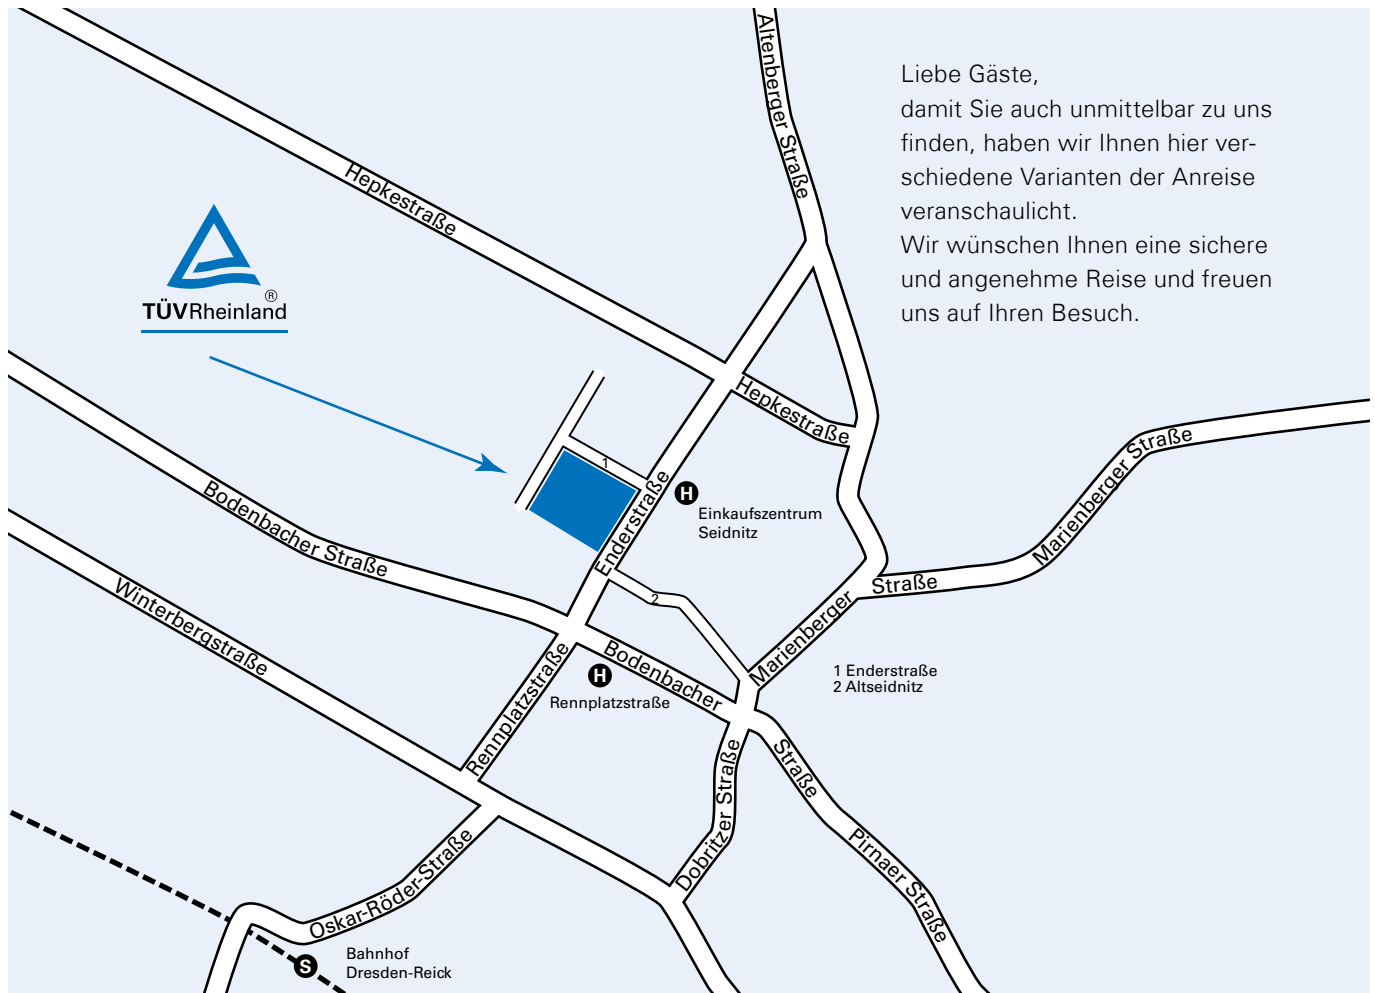 Altenberger Straße
Liebe Gäste,
damit Sie auch unmittelbar zu uns
finden, haben wir Ihnen hier ver-
schiedene Varianten der Anreise
veranschaulicht.
Wir wünschen Ihnen eine sichere
und angenehme Reise und freuen
uns auf Ihren Besuch.
Hepkestraße
®
TÜVRheinland
Hepkestraße
Marienberger Straße
1
Enderstraße
H
Einkaufszentrum
Seidnitz
Bodenbacher Straße
Winterbergstraße
2
Marienberger
Straße
Rennplatzstraße
Bodenbacher
Straße
H
Rennplatzstraße
1 Enderstraße
2 Altseidnitz
Dobritzer Straße
Pirnaer Straße
Oskar-Röder-Straße
S
Bahnhof
Dresden-Reick